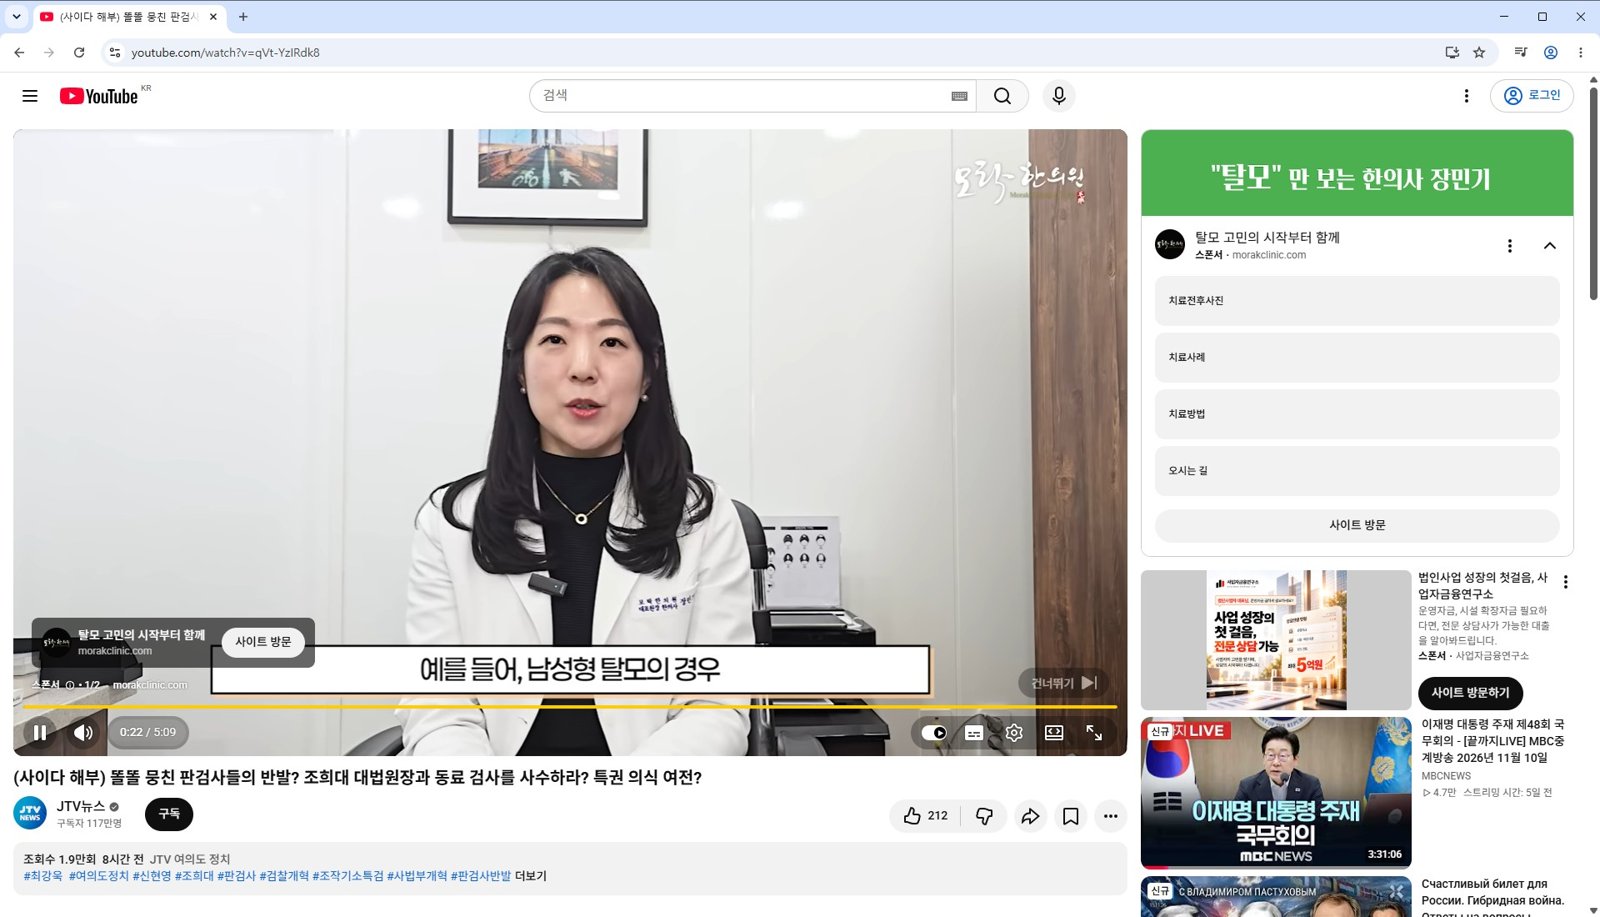 (사이다 해부) 똘똘 뭉친 판검사
youtube.com/watch?v=qVt-YzIRdk8
YouTube KR
검색
로그인
모락 한의원
"탈모" 만 보는 한의사 장민기
탈모 고민의 시작부터 함께
스폰서 · morakclinic.com
치료전후사진
치료사례
치료방법
오시는 길
사이트 방문
탈모 고민의 시작부터 함께
morakclinic.com
사이트 방문
스폰서 · 1/2 morakclinic.com
예를 들어, 남성형 탈모의 경우
건너뛰기
0:22 / 5:09
(사이다 해부) 똘똘 뭉친 판검사들의 반발? 조희대 대법원장과 동료 검사를 사수하라? 특권 의식 여전?
JTV NEWS
JTV뉴스
구독자 117만명
구독
212
조회수 1.9만회 8시간 전 JTV 여의도 정치
#최강욱 #여의도정치 #신현영 #조희대 #판검사 #검찰개혁 #조작기소특검 #사법부개혁 #판검사반발 더보기
사업자금융연구소
사업 성장의
첫 걸음,
전문 상담 가능
5억원
법인사업 성장의 첫걸음, 사
업자금융연구소
운영자금, 시설 확장자금 필요하
다면, 전문 상담사가 가능한 대출
을 알아봐드립니다.
스폰서 · 사업자금융연구소
사이트 방문하기
신규
지 LIVE
이재명 대통령 주재
국무회의
MBC NEWS
3:31:06
이재명 대통령 주재 제48회 국
무회의 - [끝까지LIVE] MBC중
계방송 2026년 11월 10일
MBCNEWS
4.7만 스트리밍 시간: 5일 전
신규
С ВЛАДИМИРОМ ПАСТУХОВЫМ
Счастливый билет для
России. Гибридная война.
Ответы на вопросы